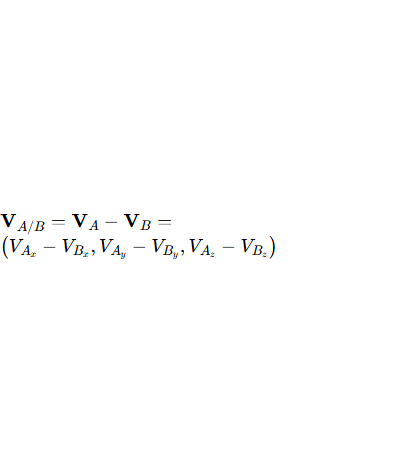 𝐕_{A/B} = 𝐕_A − 𝐕_B =
(V_{A_x} − V_{B_x}, V_{A_y} − V_{B_y}, V_{A_z} − V_{B_z})